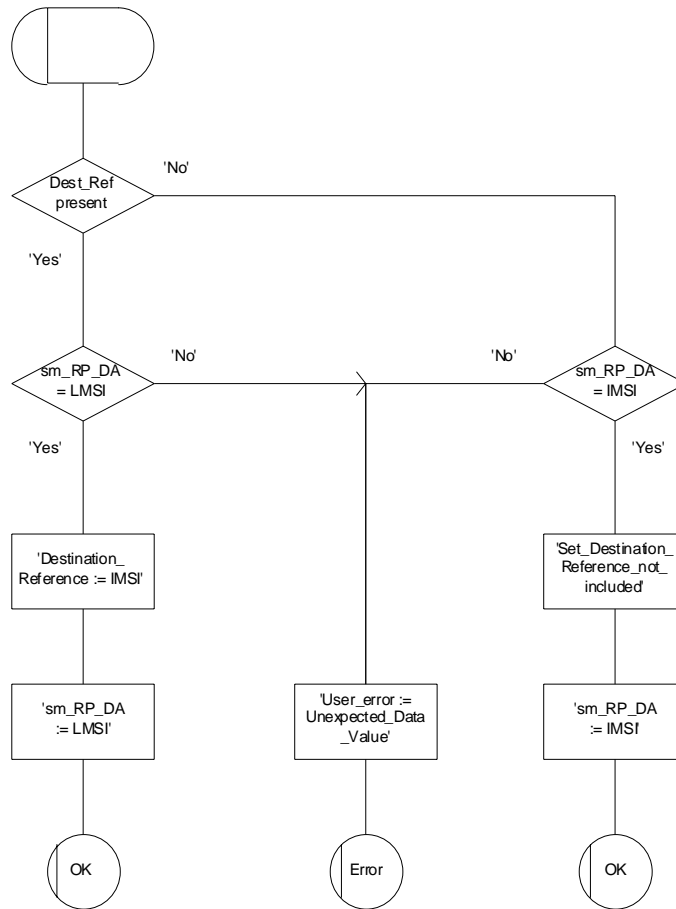 'No'
Dest_Ref
present
'Yes'
sm_RP_DA
= LMSI
'No'
'No'
sm_RP_DA
= IMSI
'Yes'
'Yes'
'Destination_
Reference := IMSI'
'Set_Destination_
Reference_not_
included'
'sm_RP_DA
:= LMSI'
'User_error :=
Unexpected_Data
_Value'
'sm_RP_DA
:= IMSI'
OK
Error
OK